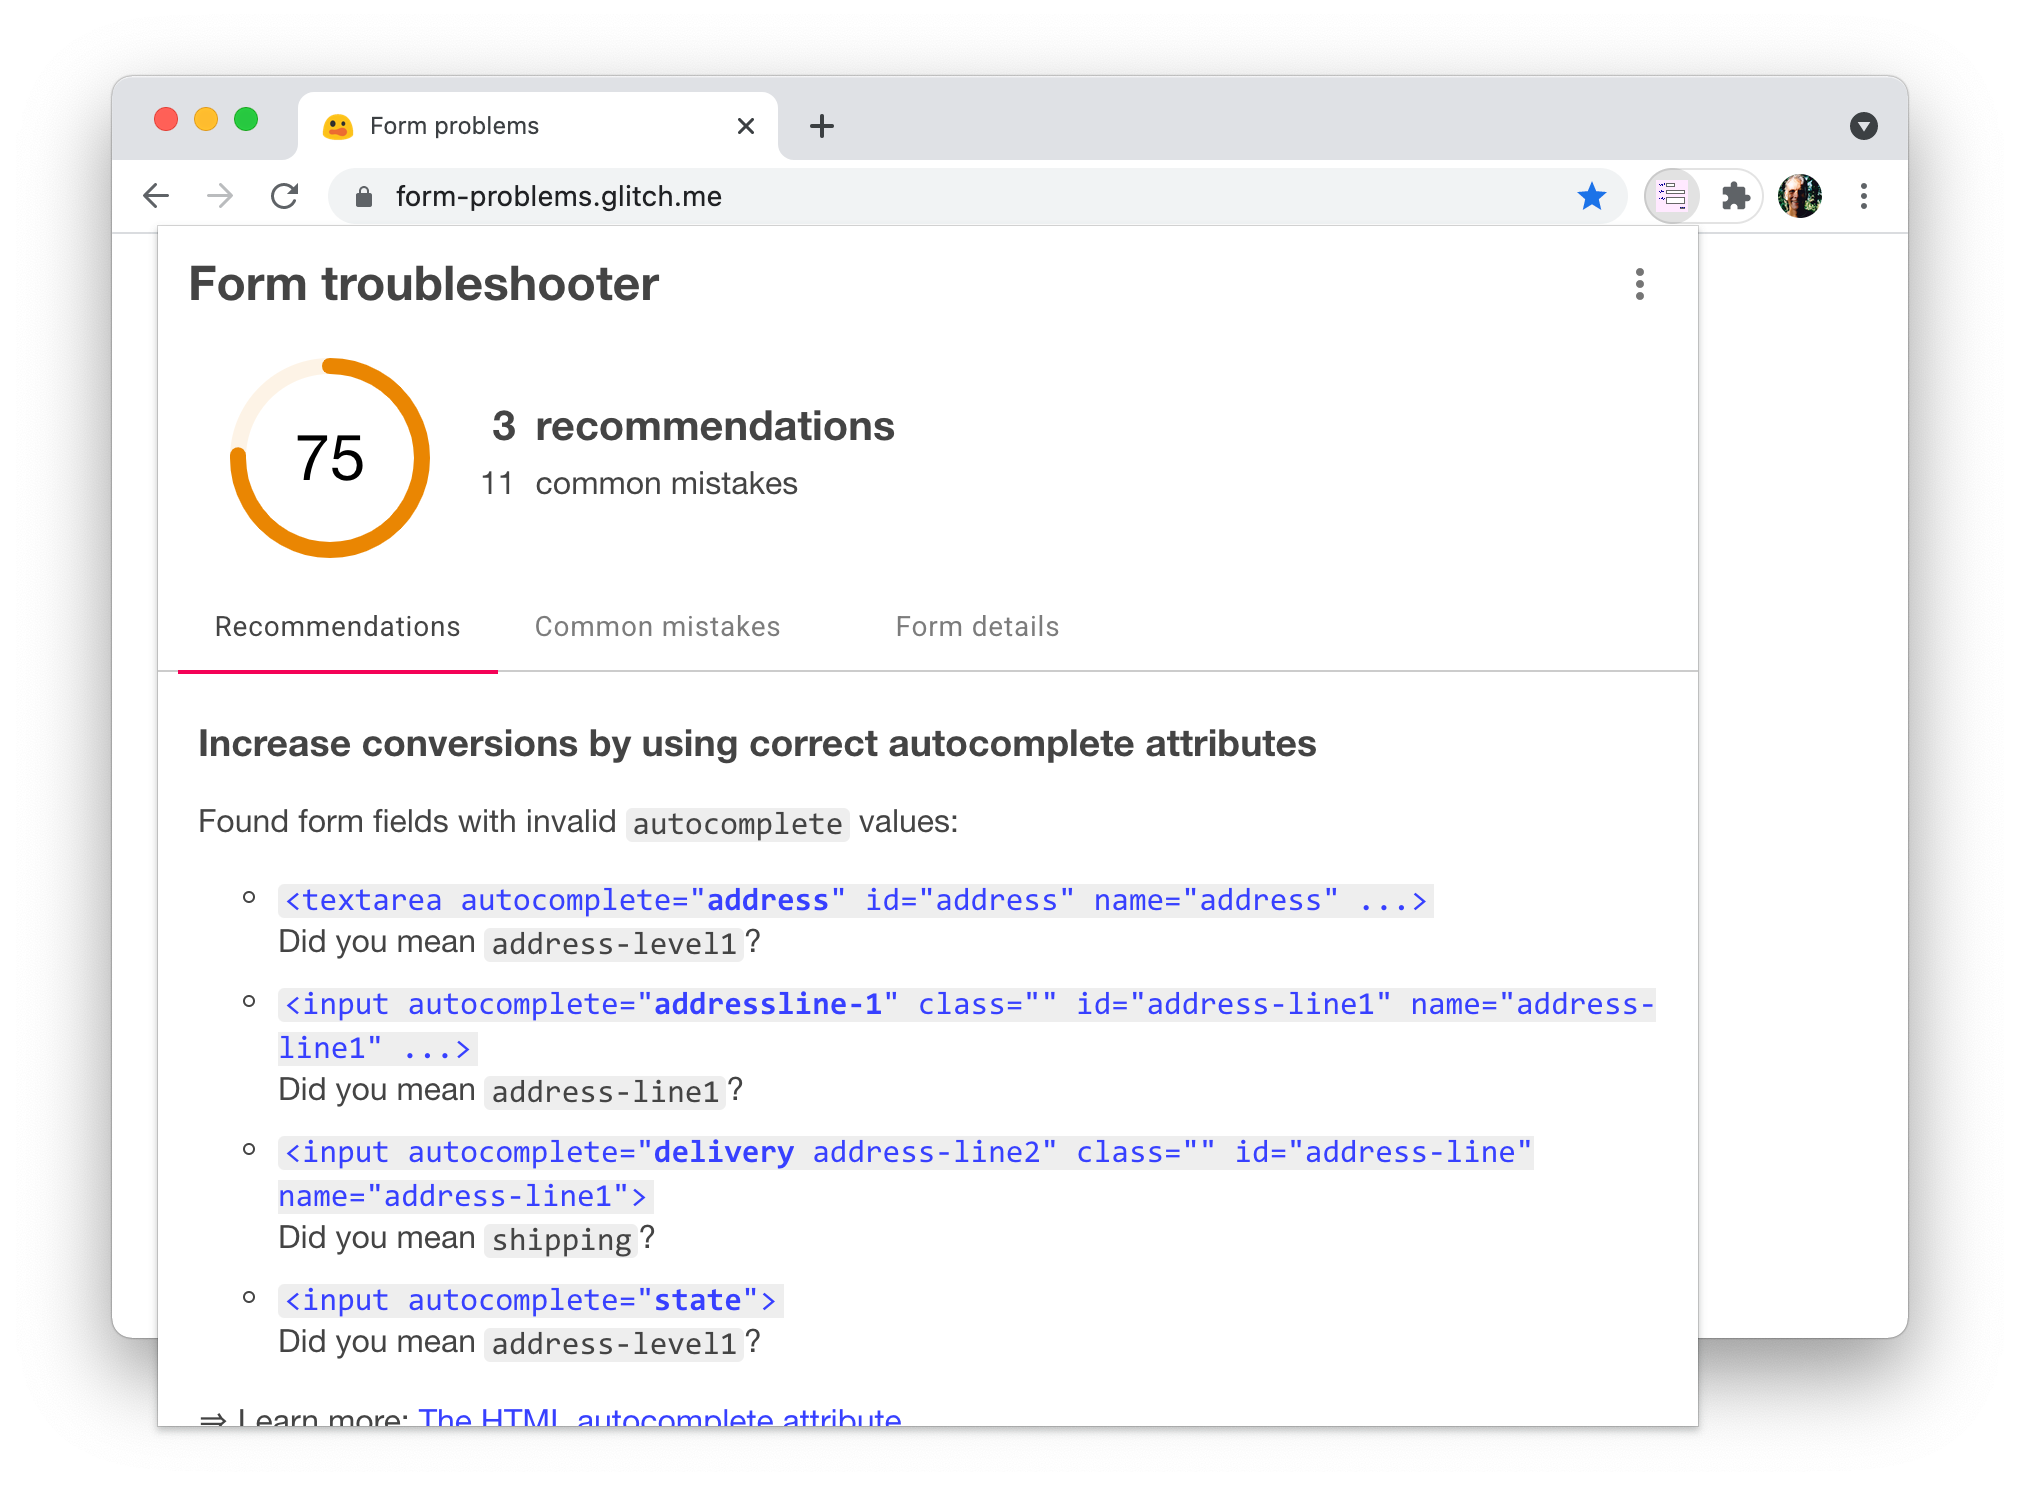 Form problems
form-problems.glitch.me
Form troubleshooter
75
3 recommendations
11 common mistakes
Recommendations Common mistakes Form details
Increase conversions by using correct autocomplete attributes
Found form fields with invalid autocomplete values:
<textarea autocomplete="address" id="address" name="address" ...>
Did you mean address-level1?
<input autocomplete="addressline-1" class="" id="address-line1" name="address-
line1" ...>
Did you mean address-line1?
<input autocomplete="delivery address-line2" class="" id="address-line"
name="address-line1">
Did you mean shipping?
<input autocomplete="state">
Did you mean address-level1?
⇒ Learn more: The HTML autocomplete attribute